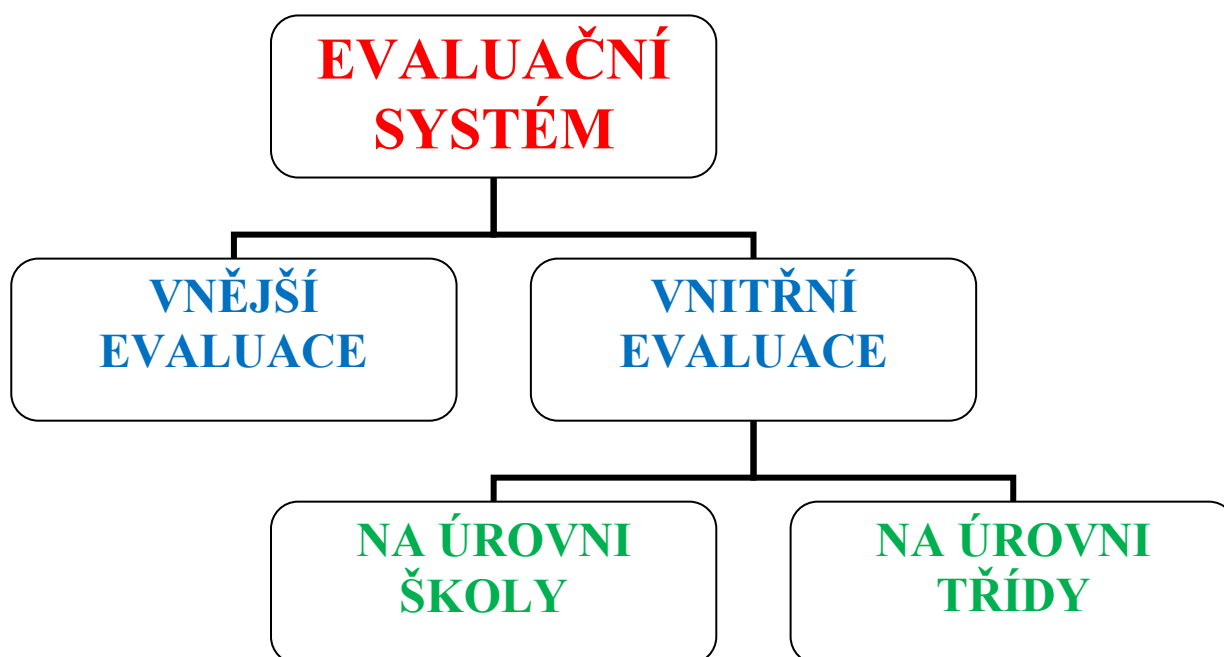 EVALUAČNÍ
SYSTÉM
VNĚJŠÍ
EVALUACE
VNITŘNÍ
EVALUACE
NA ÚROVNI
ŠKOLY
NA ÚROVNI
TŘÍDY